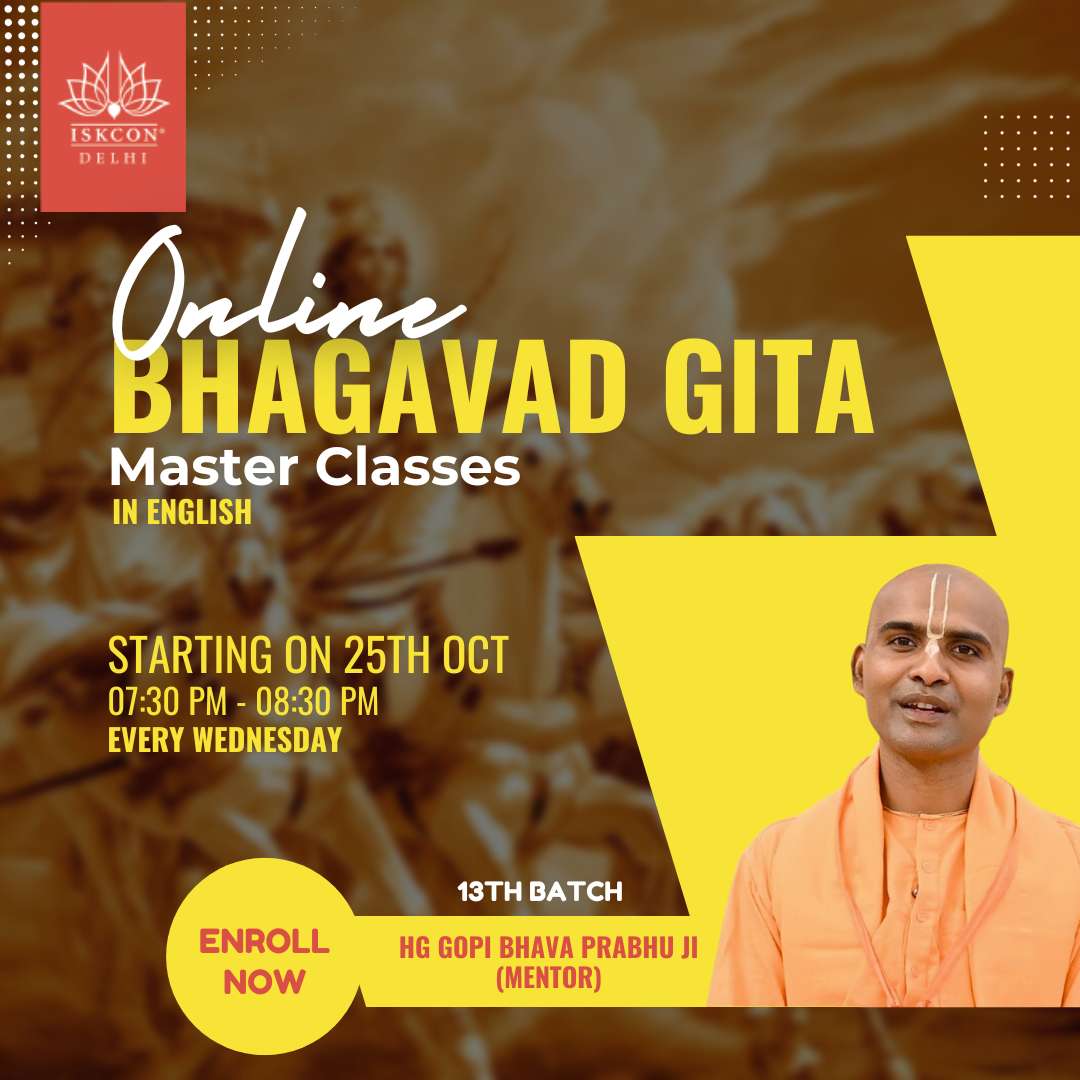 ISKCON®
DELHI
Online
BHAGAVAD GITA
Master Classes
IN ENGLISH
STARTING ON 25TH OCT
07:30 PM - 08:30 PM
EVERY WEDNESDAY
13TH BATCH
ENROLL
NOW
HG GOPI BHAVA PRABHU JI
(MENTOR)